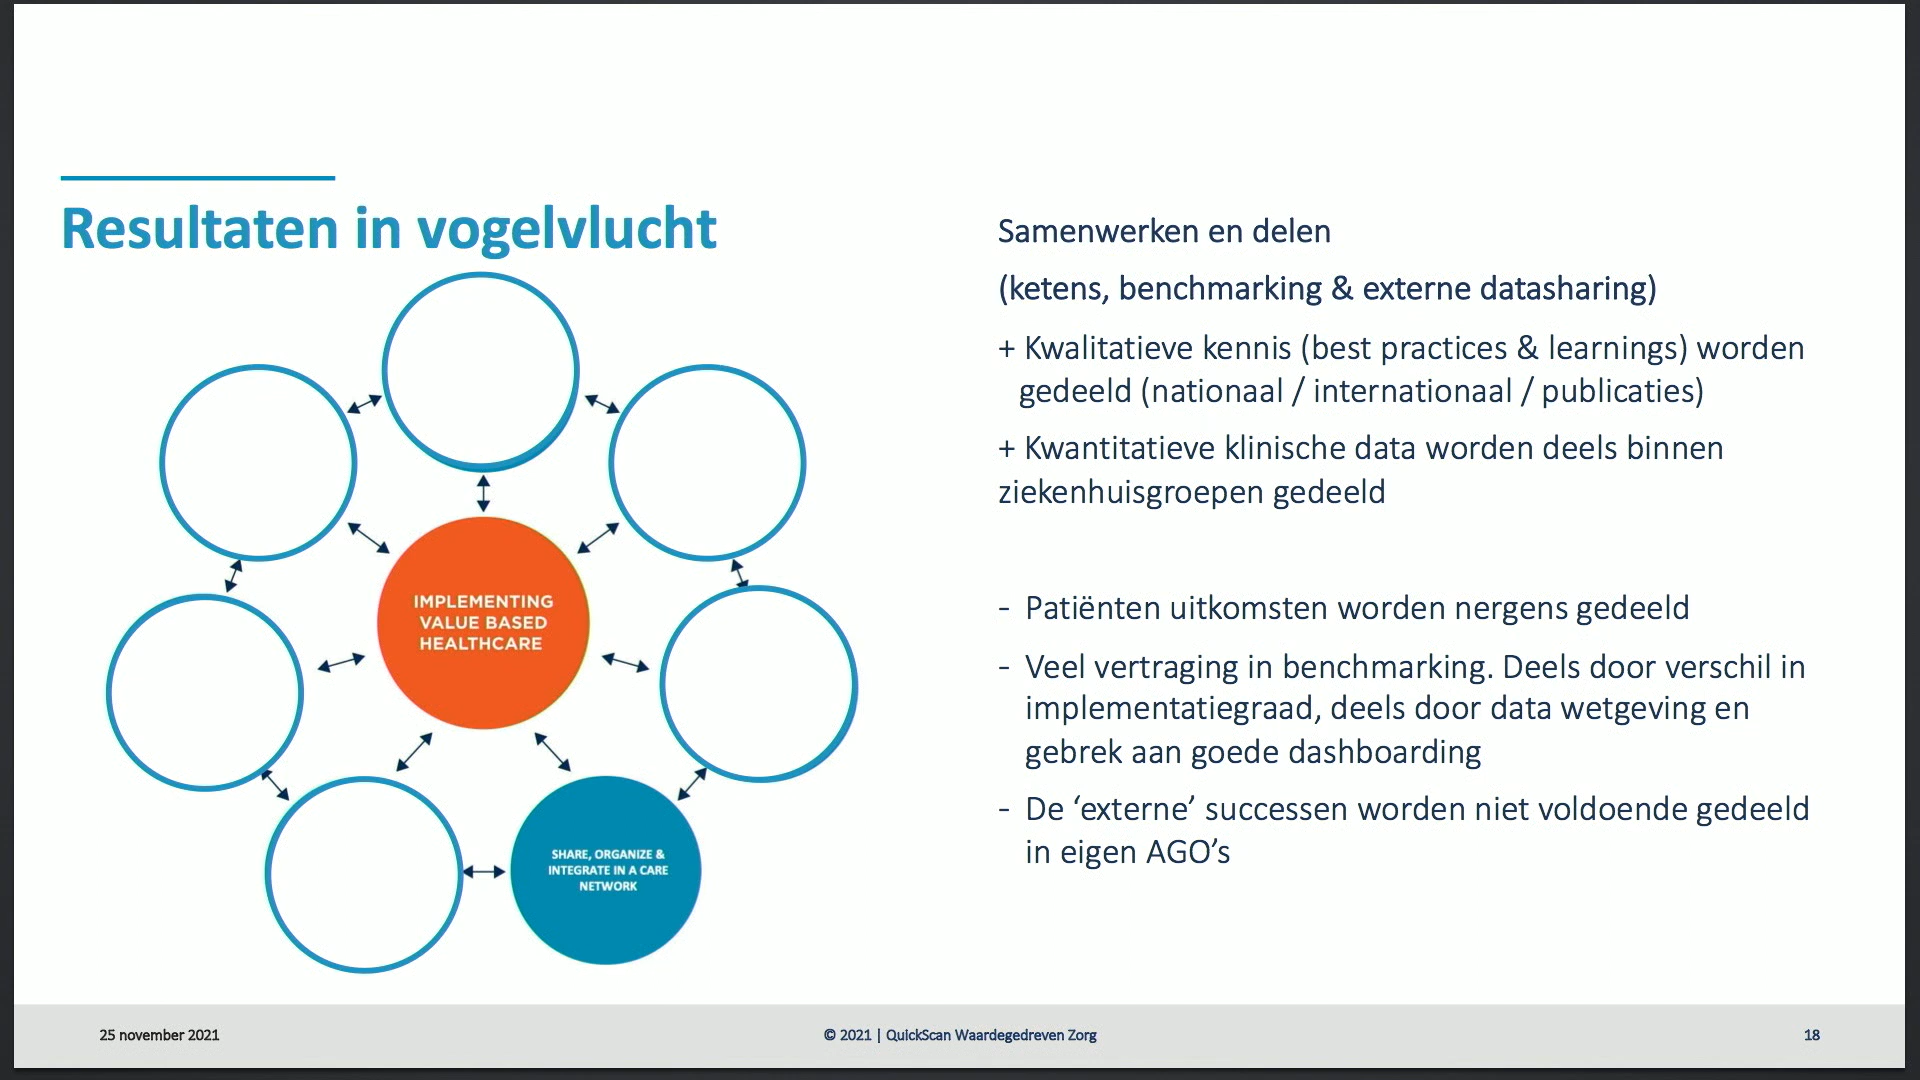 Resultaten in vogelvlucht
IMPLEMENTING
VALUE BASED
HEALTHCARE
SHARE, ORGANIZE &
INTEGRATE IN A CARE
NETWORK
Samenwerken en delen
(ketens, benchmarking & externe datasharing)
+ Kwalitatieve kennis (best practices & learnings) worden
gedeeld (nationaal / internationaal / publicaties)
+ Kwantitatieve klinische data worden deels binnen
ziekenhuisgroepen gedeeld
- Patiënten uitkomsten worden nergens gedeeld
- Veel vertraging in benchmarking. Deels door verschil in
implementatiegraad, deels door data wetgeving en
gebrek aan goede dashboarding
- De ‘externe’ successen worden niet voldoende gedeeld
in eigen AGO’s
25 november 2021
© 2021 | QuickScan Waardegedreven Zorg
18